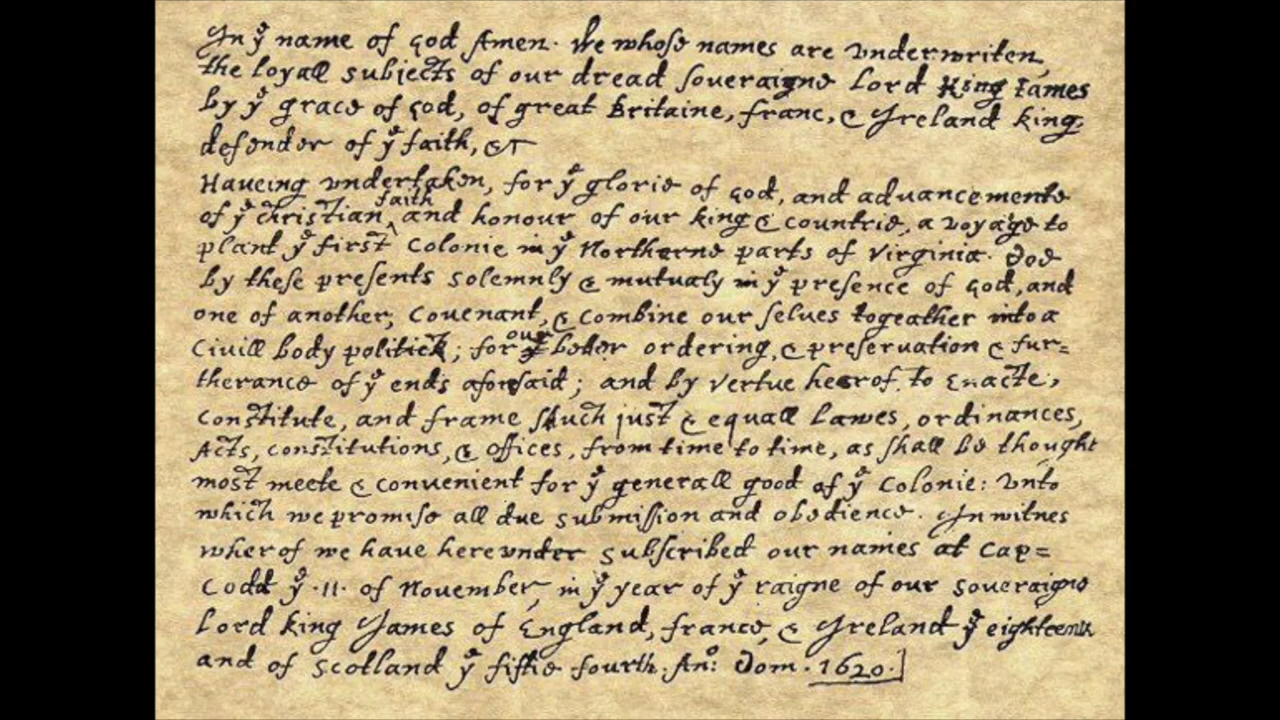 In yᵉ name of god Amen. We whose names are vnderwriten,
the loyall subjects of our dread soveraigne Lord King Iames
by yᵉ grace of god, of great Britaine, franc, & Ireland king,
defender of yᵉ faith, &c
Haveing vndertaken, for yᵉ glorie of god, and advancemente
of yᵉ christian ^faith and honour of our king & countrie, a voyage to
plant yᵉ first colonie in yᵉ Northerne parts of Virginia. Doe
by these presents solemnly & mutualy in yᵉ presence of god, and
one of another, covenant, & combine our selves togeather into a
Civill body politick; for our better ordering, & preservation & fur=
therance of yᵉ ends aforesaid; and by vertue hearof to Enacte,
constitute, and frame shuch just & equall Lawes, ordinances,
Acts, constitutions, & offices, from time to time, as shall be thought
most meete & convenient for yᵉ generall good of yᵉ Colonie: vnto
which we promise all due submission and obedience. In witnes
wherof we have herevnder subscribed our names at Cap=
Codd yᵉ .11. of November, in yᵉ year of yᵉ raigne of our soveraigne
Lord king James of England, france, & Ireland yᵉ eighteenth
and of Scotland yᵉ fiftie fourth. Anᵒ: Dom. 1620.]